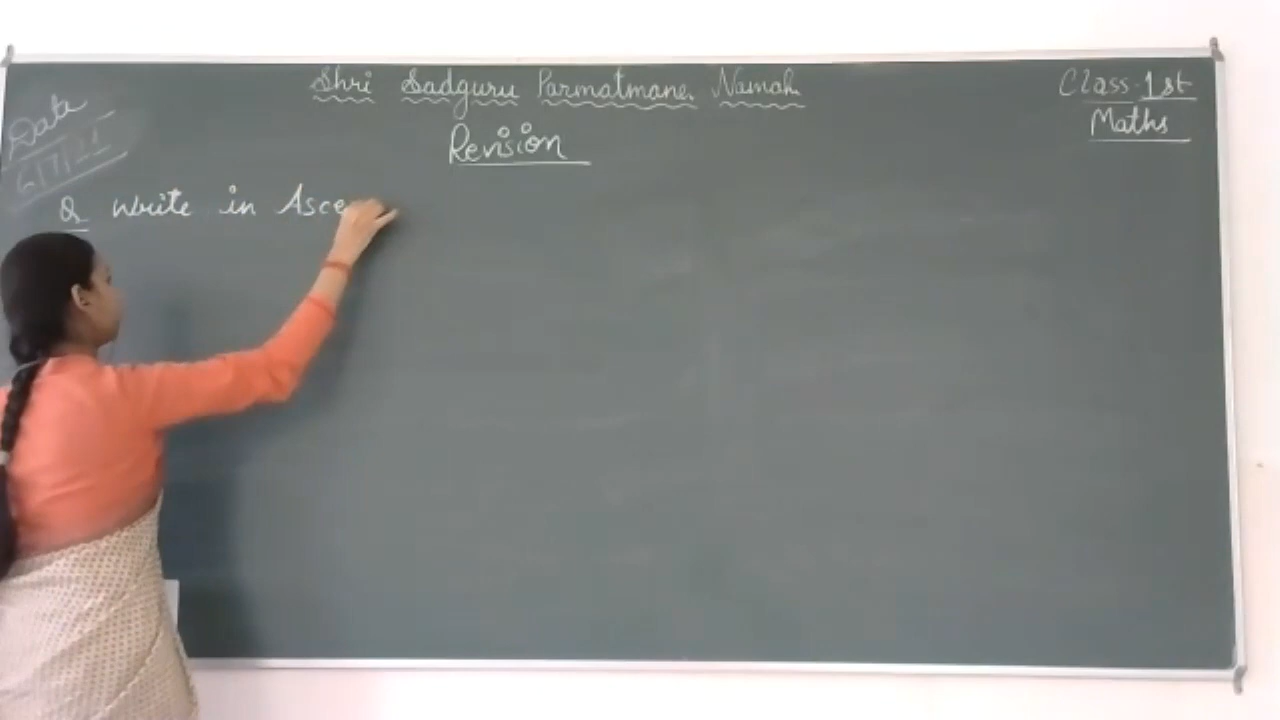 Shri Sadguru Parmatmane Namah
Class-1st
Maths
Date
Revision
Q Write in Asce